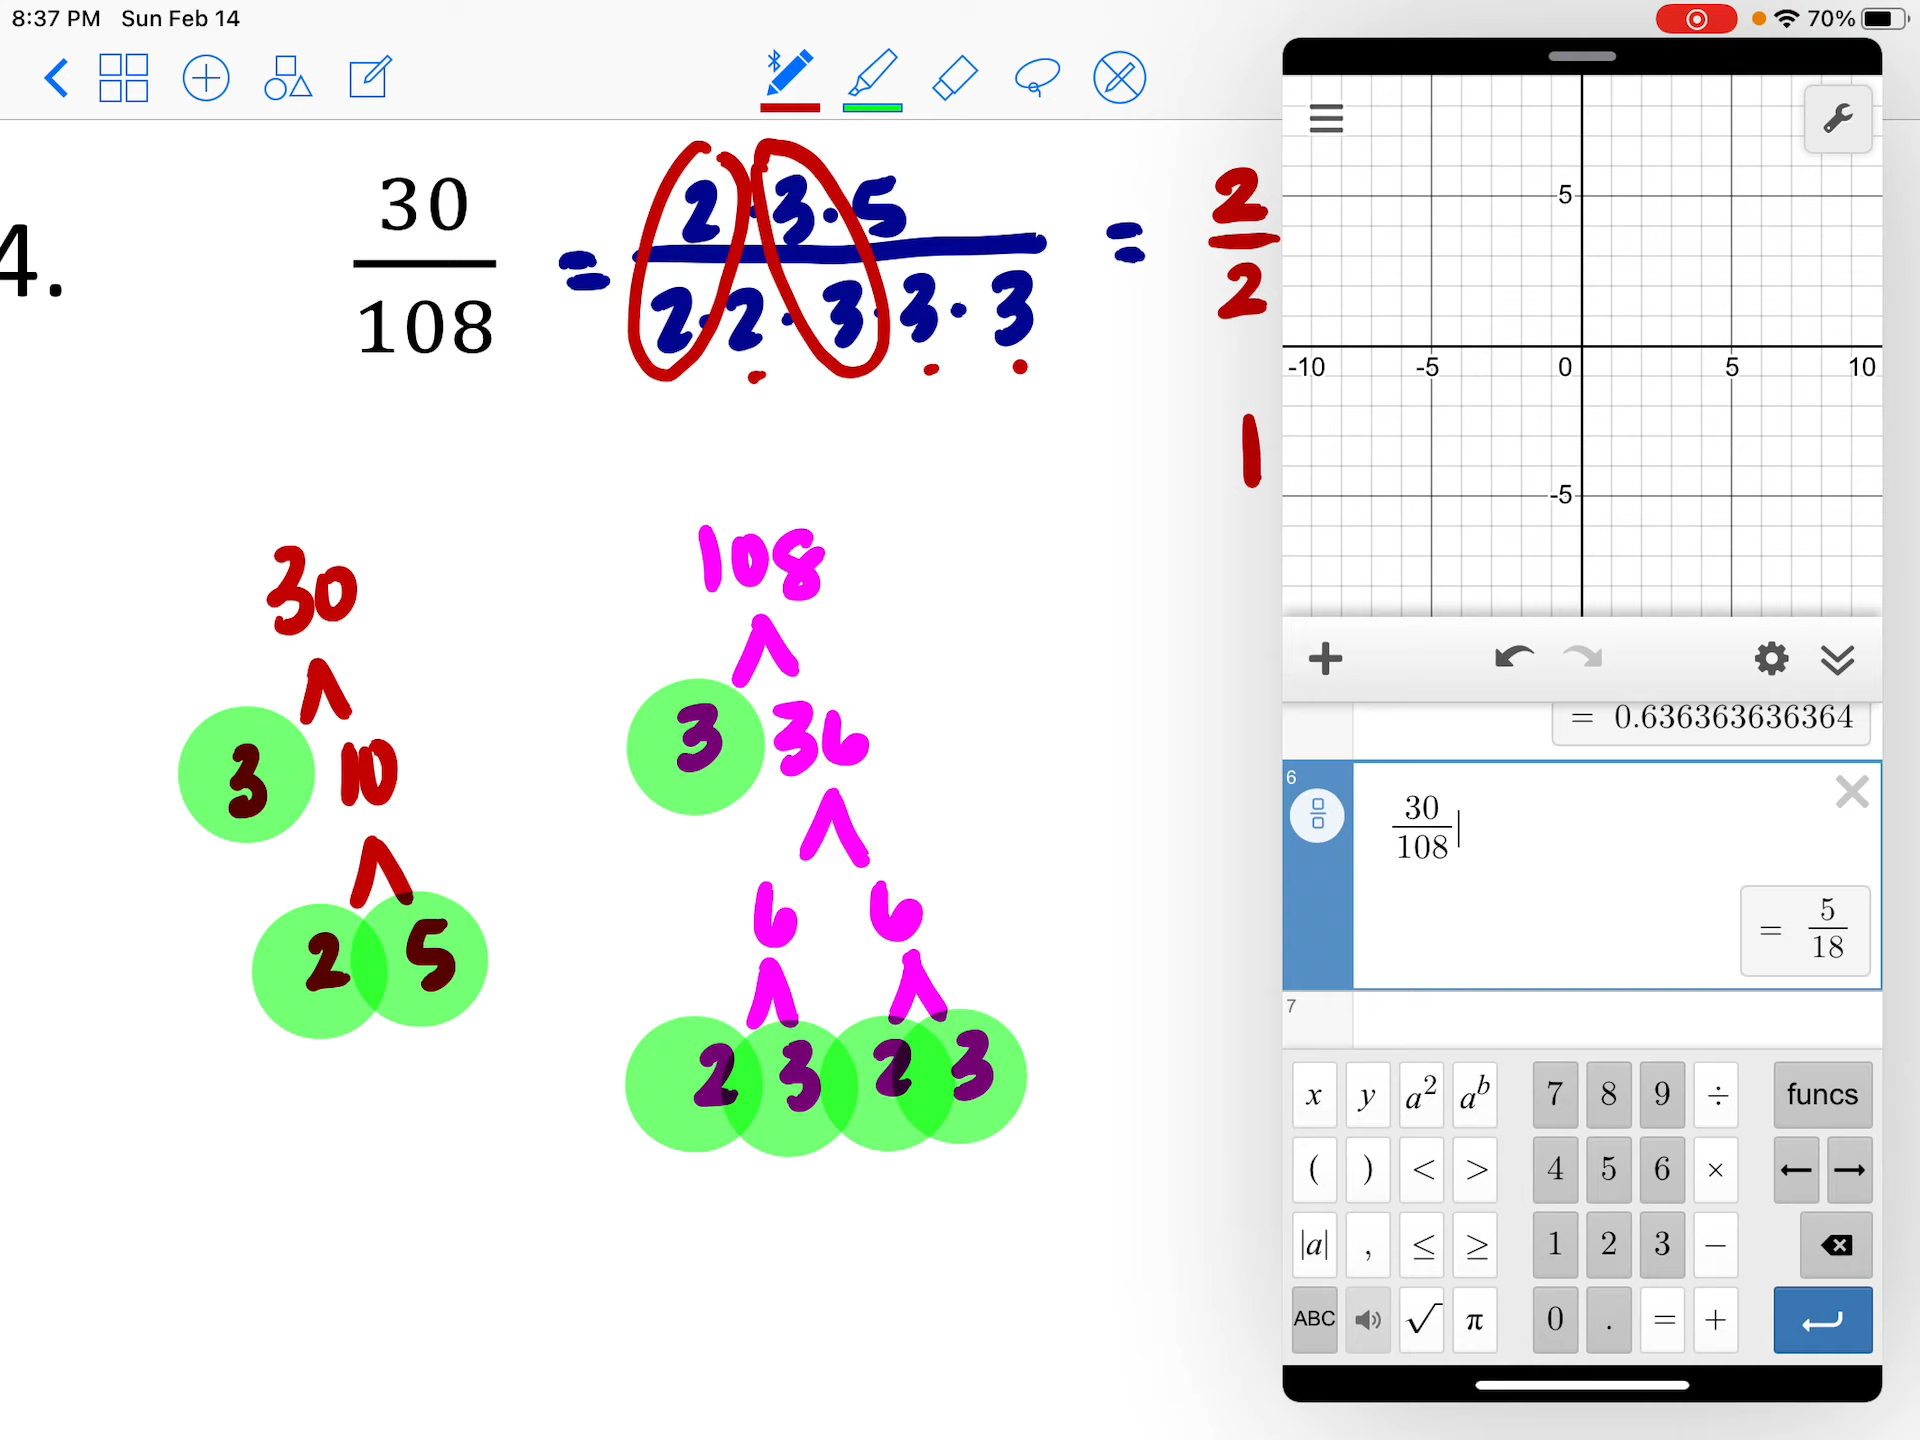 8:37 PM Sun Feb 14 70%
4. 30/108 = 2·3·5 / 2·2·3·3·3 = 2/2
1
30
3 10
2 5
108
3 36
6 6
2 3 2 3
5
-10 -5 0 5 10
-5
= 0.636363636364
6
30/108
= 5/18
7
x y a² aᵇ 7 8 9 ÷ funcs
( ) < > 4 5 6 × ← →
|a| , ≤ ≥ 1 2 3 −
ABC √ π 0 . = +